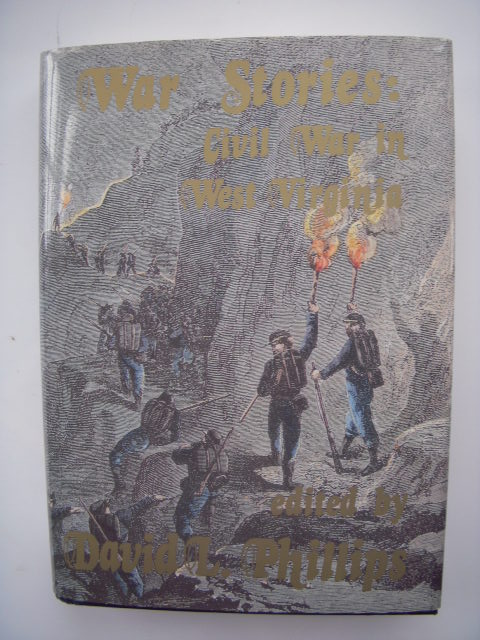 War Stories:
Civil War in
West Virginia
edited by
David L. Phillips